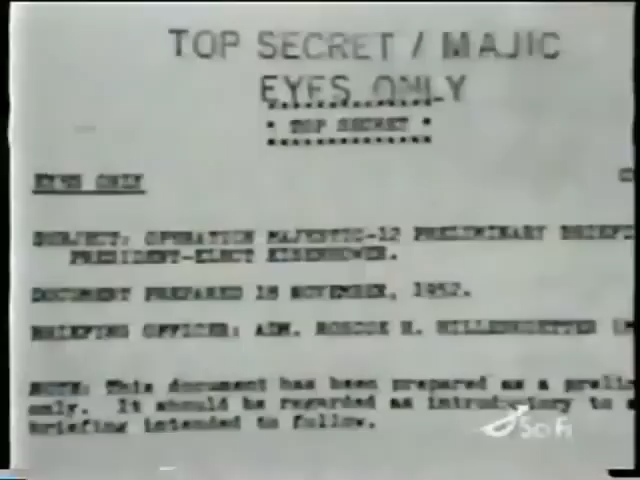 TOP SECRET / MAJIC
EYES ONLY
* TOP SECRET *
EYES ONLY
SUBJECT: OPERATION MAJESTIC-12 PRELIMINARY BRIEFI
PRESIDENT-ELECT EISENHOWER.
DOCUMENT PREPARED 18 NOVEMBER, 1952.
BRIEFING OFFICER: ADM. ROSCOE H. HILLENKOETTER
NOTE: This document has been prepared as a prelim
only. It should be regarded as introductory to a
briefing intended to follow.
SCI FI